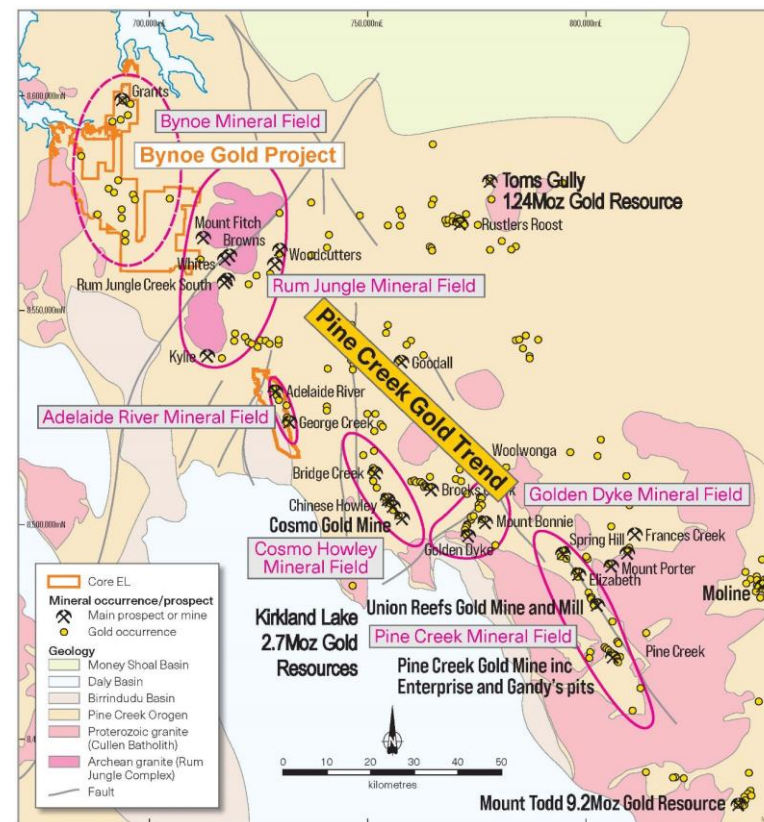 700,000mE
750,000mE
800,000mE
8,600,000mN
Grants
Bynoe Mineral Field
Bynoe Gold Project
Toms Gully
1.24Moz Gold Resource
Rustlers Roost
Mount Fitch
Browns
Woodcutters
Whites
Rum Jungle Creek South
Rum Jungle Mineral Field
8,550,000mN
Pine Creek Gold Trend
Kylie
Goodall
Adelaide River
Adelaide River Mineral Field
George Creek
Woolwonga
Bridge Creek
Brocks
Golden Dyke Mineral Field
Chinese Howley
Cosmo Gold Mine
Mount Bonnie
8,500,000mN
Golden Dyke
Spring Hill
Frances Creek
Cosmo Howley
Mineral Field
Mount Porter
Elizabeth
Moline
Kirkland Lake
2.7Moz Gold
Resources
Union Reefs Gold Mine and Mill
Pine Creek Mineral Field
Pine Creek
Pine Creek Gold Mine inc
Enterprise and Gandy's pits
Core EL
Mineral occurrence/prospect
Main prospect or mine
Gold occurrence
Geology
Money Shoal Basin
Daly Basin
Birrindudu Basin
Pine Creek Orogen
Proterozoic granite
(Cullen Batholith)
Archean granite (Rum
Jungle Complex)
Fault
N
0 10 20 30 40 50
kilometres
Mount Todd 9.2Moz Gold Resource